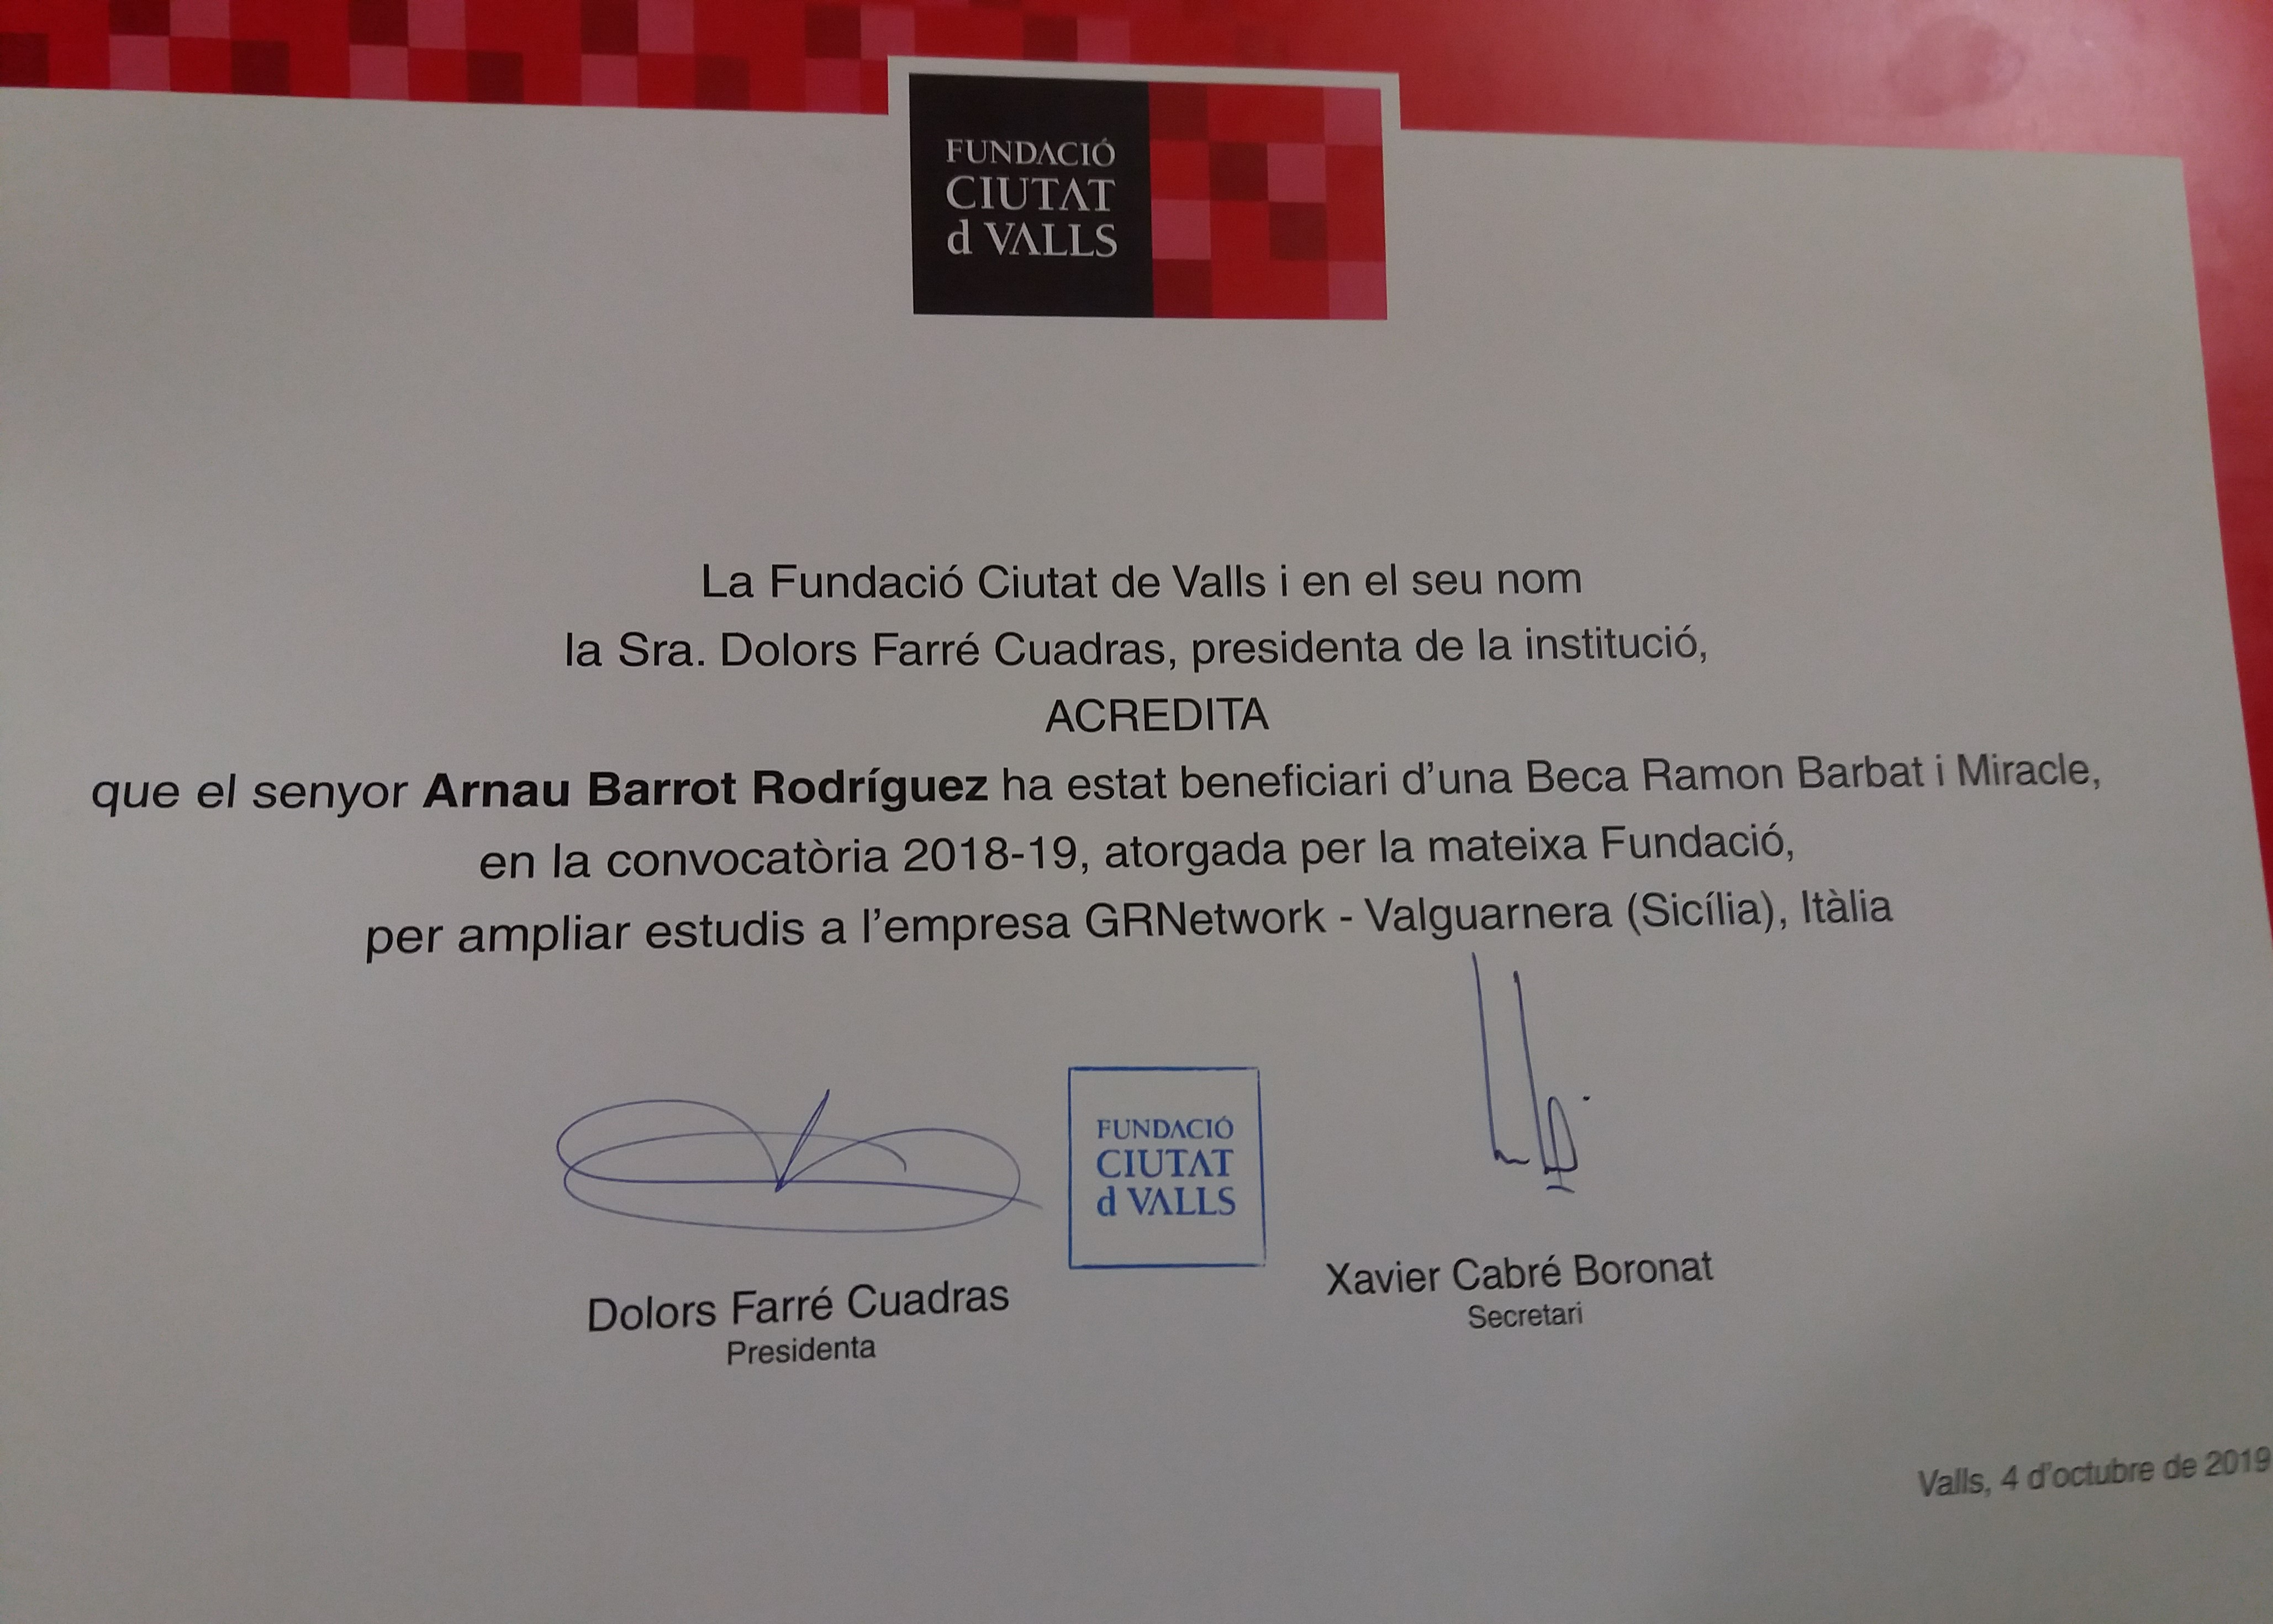 FUNDACIÓ
CIUTAT
d VALLS
La Fundació Ciutat de Valls i en el seu nom
la Sra. Dolors Farré Cuadras, presidenta de la institució,
ACREDITA
que el senyor Arnau Barrot Rodríguez ha estat beneficiari d'una Beca Ramon Barbat i Miracle,
en la convocatòria 2018-19, atorgada per la mateixa Fundació,
per ampliar estudis a l'empresa GRNetwork - Valguarnera (Sicília), Itàlia
FUNDACIÓ
CIUTAT
d VALLS
Dolors Farré Cuadras
Presidenta
Xavier Cabré Boronat
Secretari
Valls, 4 d'octubre de 2019